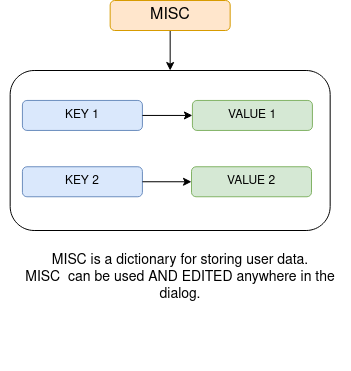 MISC
KEY 1
VALUE 1
KEY 2
VALUE 2
MISC is a dictionary for storing user data.
MISC  can be used AND EDITED anywhere in the
dialog.